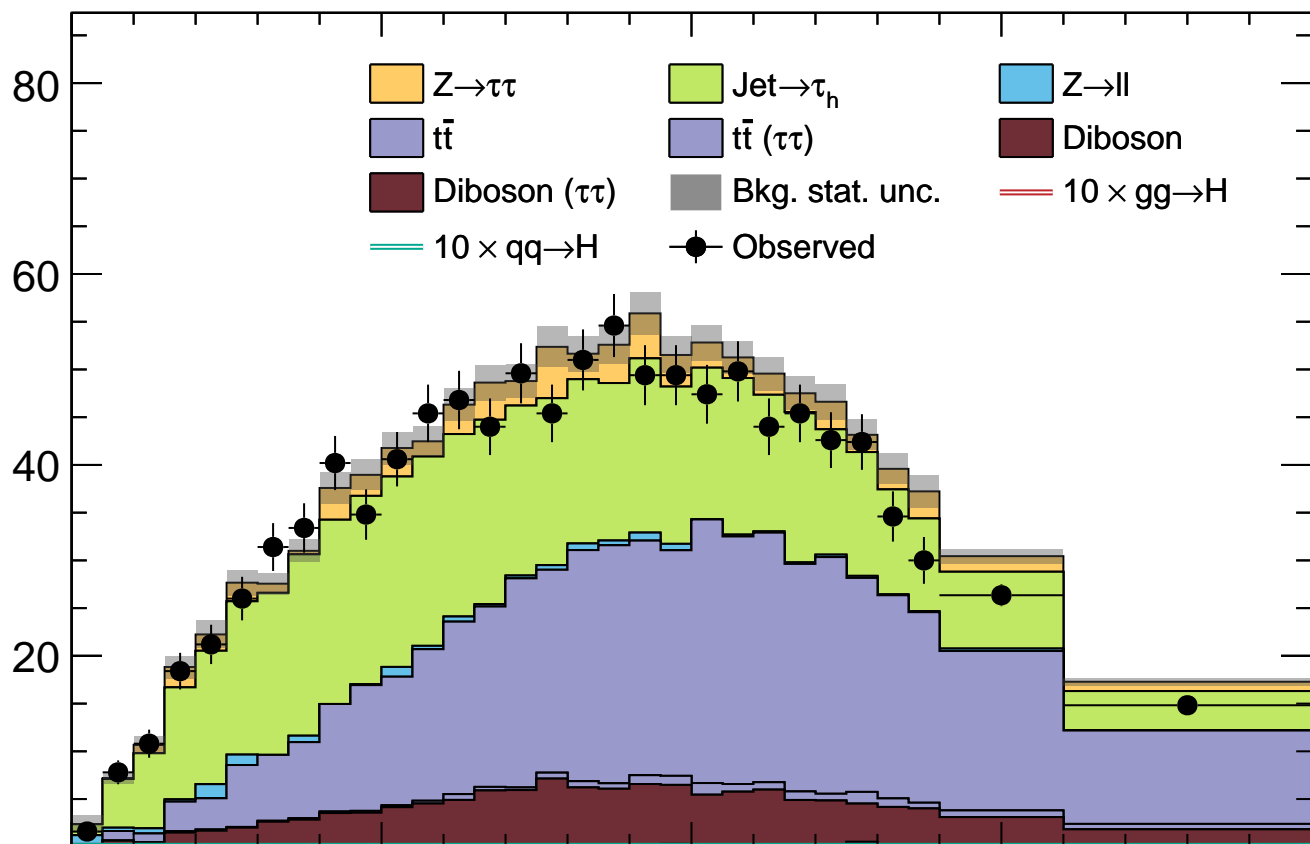 80
60
40
20
Z→ττ Jet→τh Z→ll
tt̄ tt̄ (ττ) Diboson
Diboson (ττ) Bkg. stat. unc. 10 × gg→H
10 × qq→H Observed